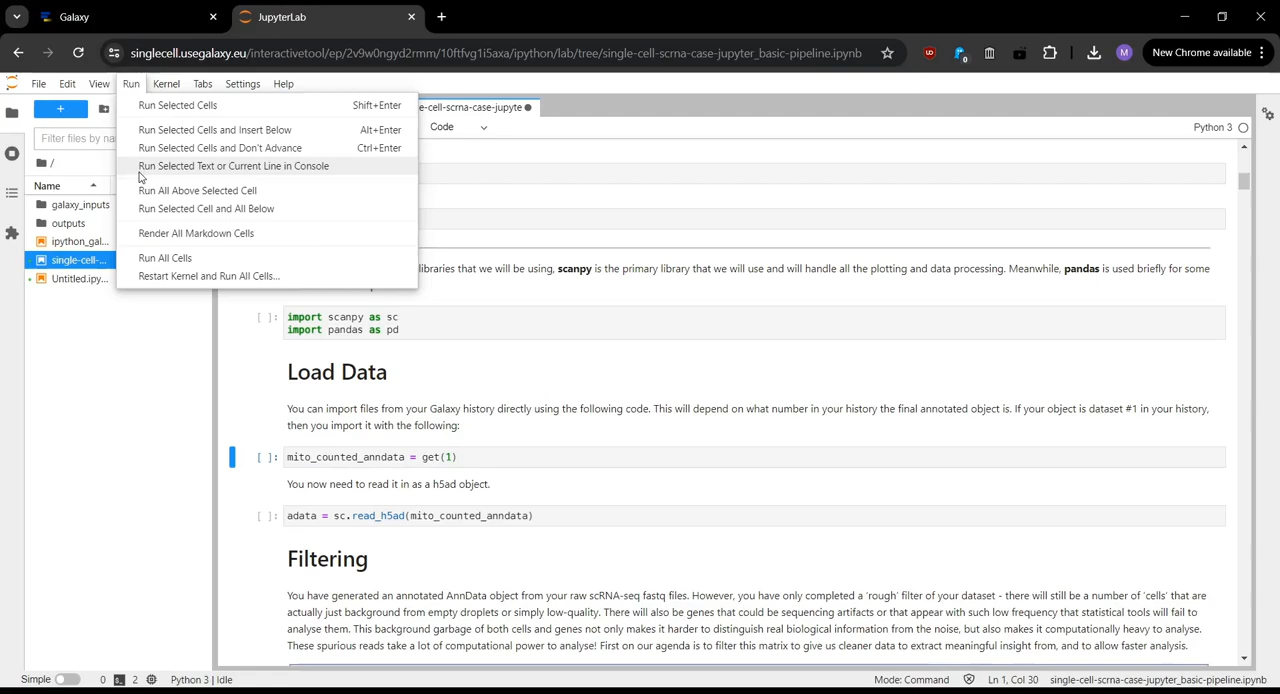 Galaxy
JupyterLab
singlecell.usegalaxy.eu/interactivetool/ep/2v9w0ngyd2rmm/10ftfvg1i5axa/ipython/lab/tree/single-cell-scrna-case-jupyter_basic-pipeline.ipynb
0
M
New Chrome available
File Edit View Run Kernel Tabs Settings Help
Run Selected Cells Shift+Enter
Run Selected Cells and Insert Below Alt+Enter
Run Selected Cells and Don't Advance Ctrl+Enter
Run Selected Text or Current Line in Console
Run All Above Selected Cell
Run Selected Cell and All Below
Render All Markdown Cells
Run All Cells
Restart Kernel and Run All Cells...
Filter files by na
/
Name
galaxy_inputs
outputs
ipython_gal...
single-cell-...
Untitled.ipy...
e-cell-scrna-case-jupyte
Code
Python 3
libraries that we will be using, scanpy is the primary library that we will use and will handle all the plotting and data processing. Meanwhile, pandas is used briefly for some
[ ]: import scanpy as sc
import pandas as pd
Load Data
You can import files from your Galaxy history directly using the following code. This will depend on what number in your history the final annotated object is. If your object is dataset #1 in your history,
then you import it with the following:
[ ]: mito_counted_anndata = get(1)
You now need to read it in as a h5ad object.
[ ]: adata = sc.read_h5ad(mito_counted_anndata)
Filtering
You have generated an annotated AnnData object from your raw scRNA-seq fastq files. However, you have only completed a 'rough' filter of your dataset - there will still be a number of 'cells' that are
actually just background from empty droplets or simply low-quality. There will also be genes that could be sequencing artifacts or that appear with such low frequency that statistical tools will fail to
analyse them. This background garbage of both cells and genes not only makes it harder to distinguish real biological information from the noise, but also makes it computationally heavy to analyse.
These spurious reads take a lot of computational power to analyse! First on our agenda is to filter this matrix to give us cleaner data to extract meaningful insight from, and to allow faster analysis.
Simple 0 2 Python 3 | Idle Mode: Command Ln 1, Col 30 single-cell-scrna-case-jupyter_basic-pipeline.ipynb